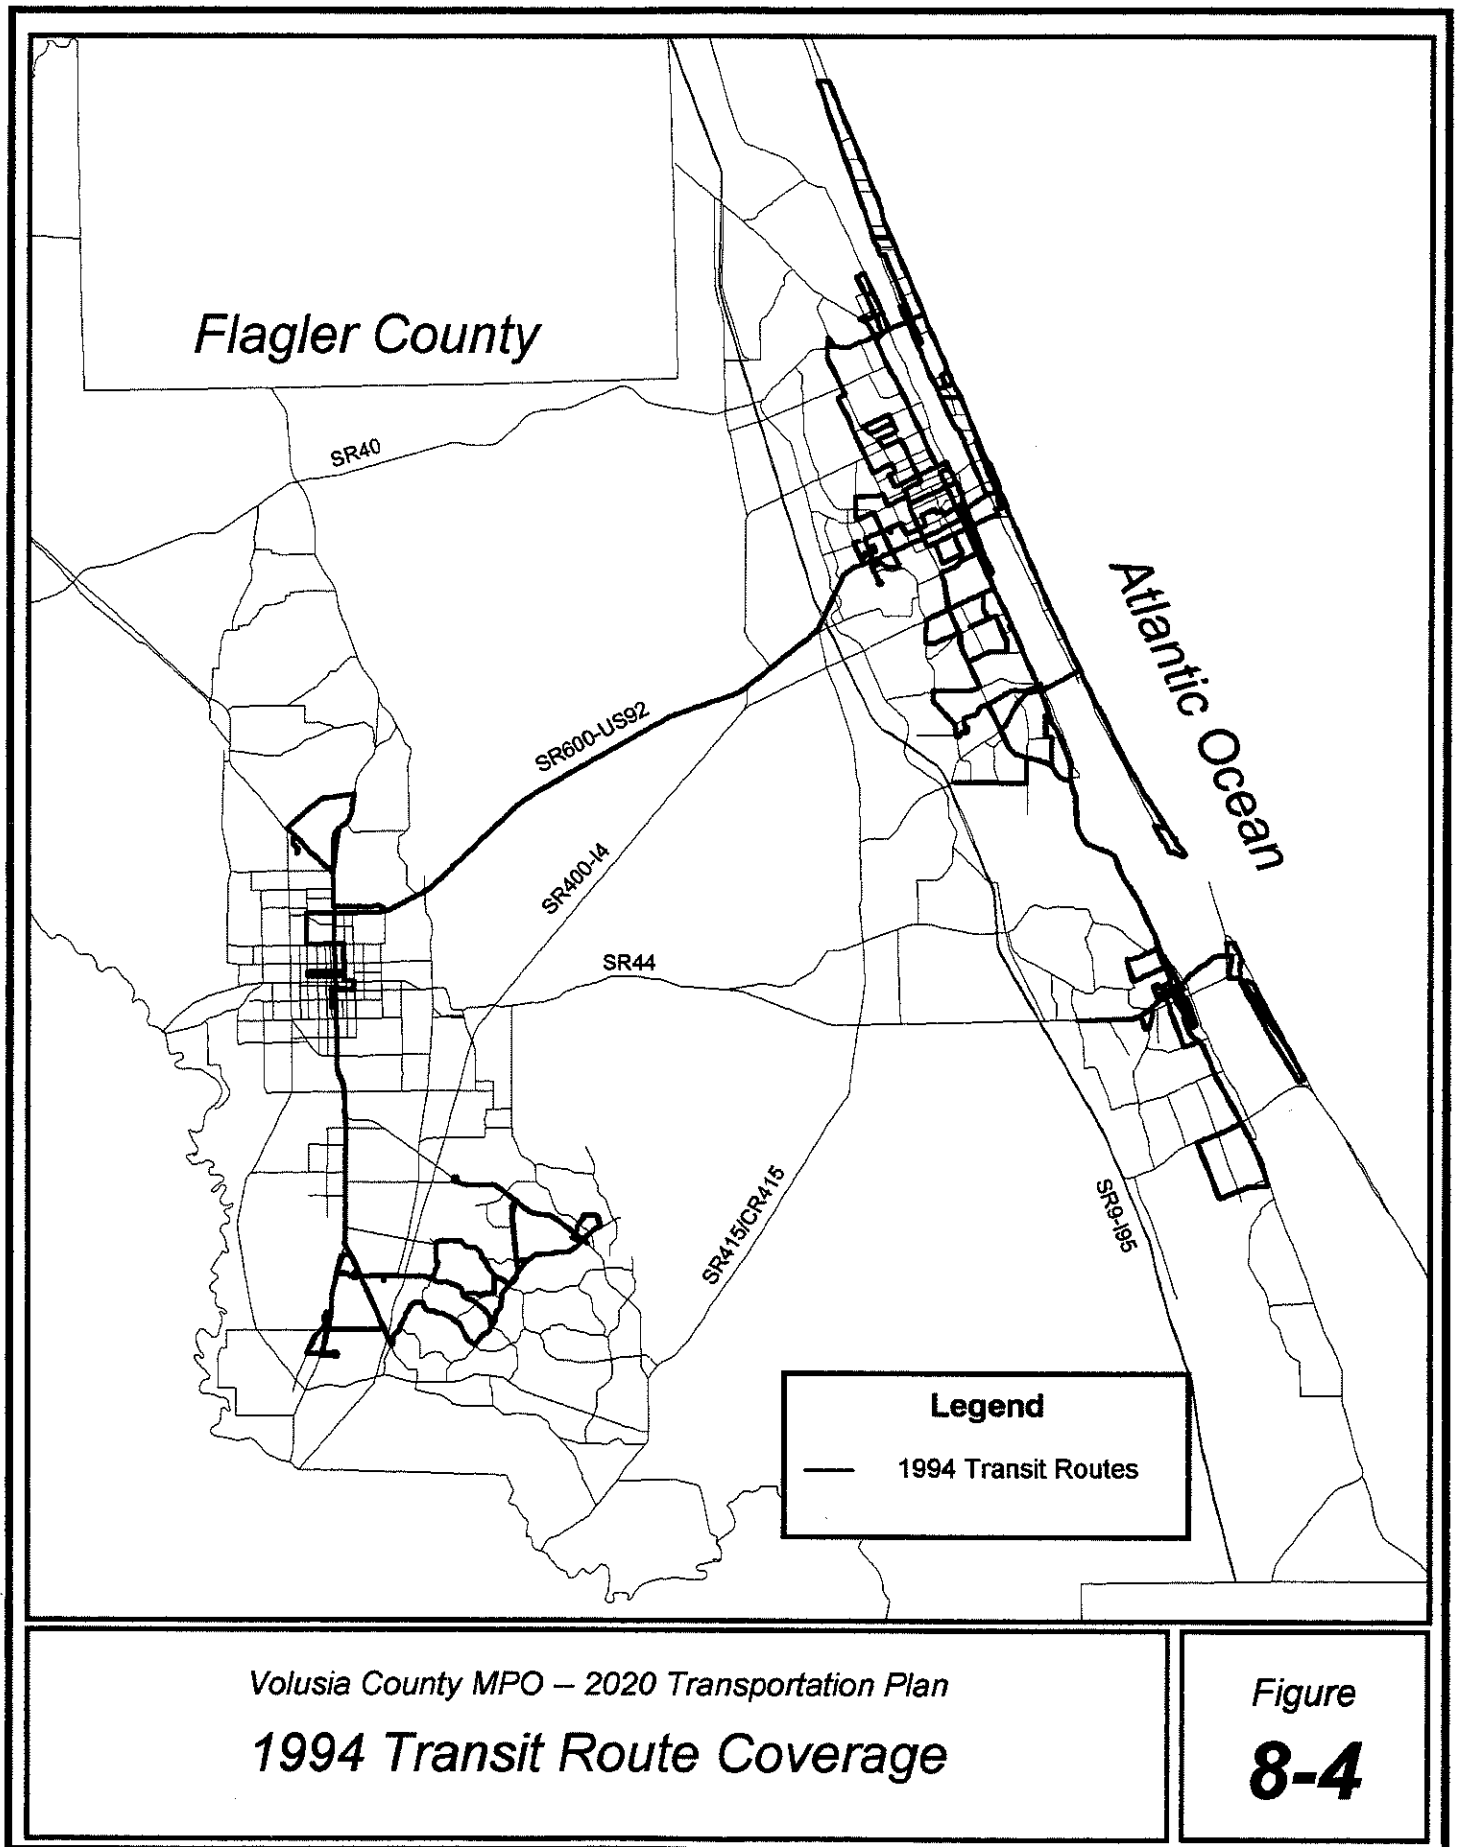 Flagler County
SR40
Atlantic Ocean
SR600-US92
SR400-I4
SR44
SR415/CR415
SR9-I95
Legend
1994 Transit Routes
Volusia County MPO – 2020 Transportation Plan
1994 Transit Route Coverage
Figure
8-4